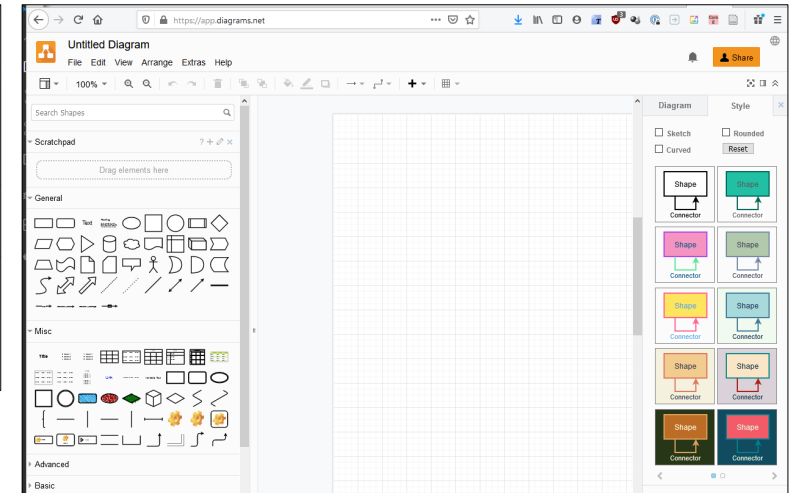 https://app.diagrams.net
Untitled Diagram
File Edit View Arrange Extras Help
Share
100%
Search Shapes
Scratchpad
?
Drag elements here
General
Text
Misc
Title
Advanced
Basic
Diagram Style
Sketch Rounded
Curved Reset
Shape Shape
Connector Connector
Shape Shape
Connector Connector
Shape Shape
Connector Connector
Shape Shape
Connector Connector
Shape Shape
Connector Connector